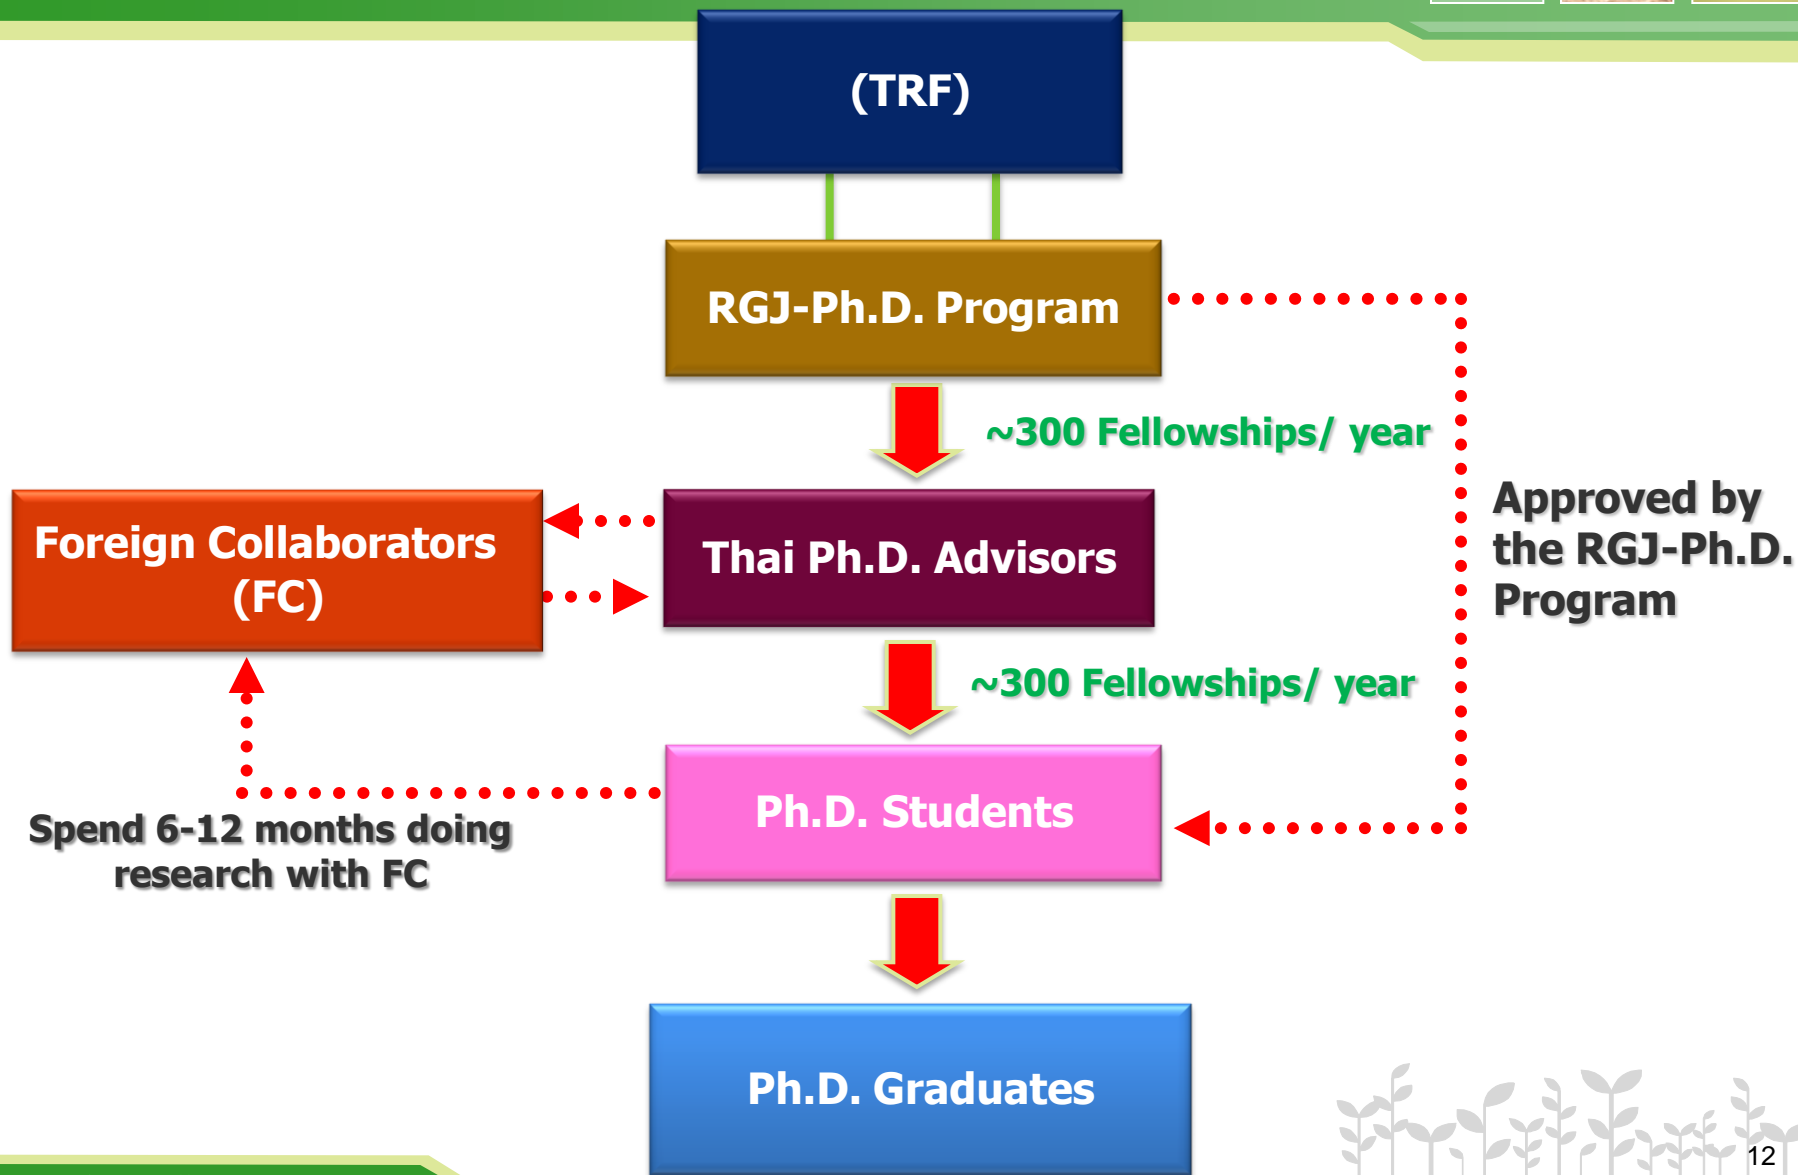 (TRF)
RGJ-Ph.D. Program
~300 Fellowships/ year
Foreign Collaborators
(FC)
Thai Ph.D. Advisors
Approved by
the RGJ-Ph.D.
Program
~300 Fellowships/ year
Ph.D. Students
Spend 6-12 months doing
research with FC
Ph.D. Graduates
12